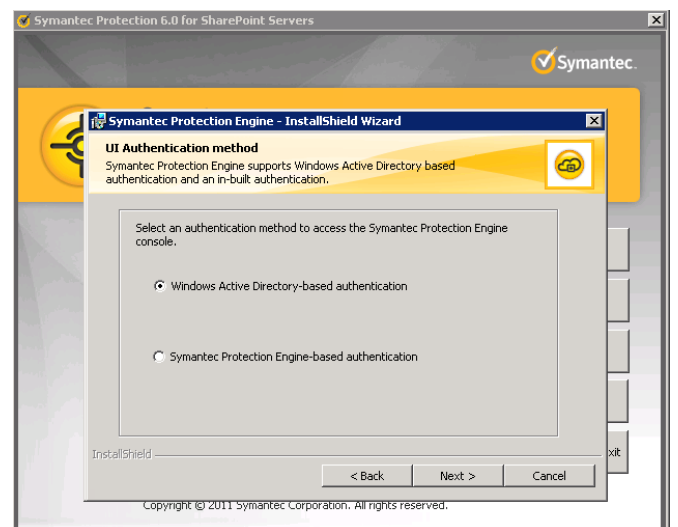 Symantec Protection 6.0 for SharePoint Servers
Symantec.
Symantec Protection Engine - InstallShield Wizard
UI Authentication method
Symantec Protection Engine supports Windows Active Directory based
authentication and an in-built authentication.
Select an authentication method to access the Symantec Protection Engine
console.
Windows Active Directory-based authentication
Symantec Protection Engine-based authentication
InstallShield
< Back
Next >
Cancel
xit
Copyright © 2011 Symantec Corporation. All rights reserved.